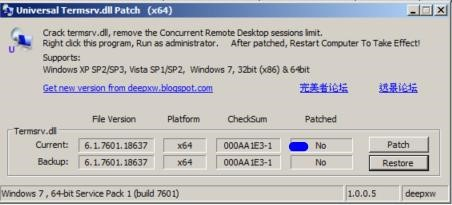 Universal Termsrv.dll Patch (x64)
Crack termsrv.dll, remove the Concurrent Remote Desktop sessions limit.
Right click this program, Run as administrator. After patched, Restart Computer To Take Effect!
Supports:
Windows XP SP2/SP3, Vista SP1/SP2, Windows 7, 32bit (x86) & 64bit
Get new version from deepxw.blogspot.com 完美者论坛 远景论坛
File Version Platform CheckSum Patched
Termsrv.dll
Current: 6.1.7601.18637 x64 000AA1E3-1 No Patch
Backup: 6.1.7601.18637 x64 000AA1E3-1 No Restore
Windows 7 , 64-bit Service Pack 1 (build 7601) 1.0.0.5 deepxw